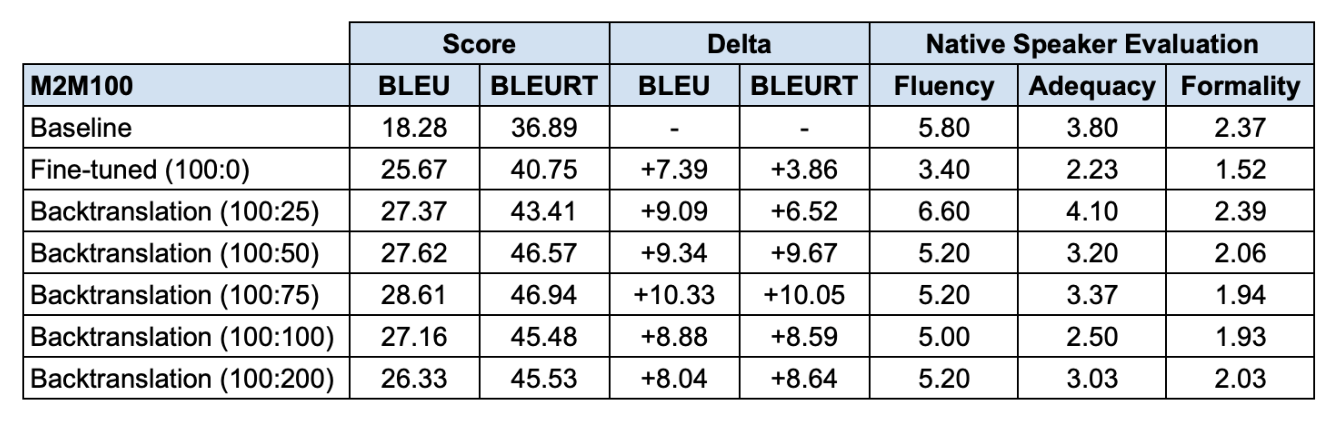 Score Delta Native Speaker Evaluation
M2M100 BLEU BLEURT BLEU BLEURT Fluency Adequacy Formality
Baseline 18.28 36.89 - - 5.80 3.80 2.37
Fine-tuned (100:0) 25.67 40.75 +7.39 +3.86 3.40 2.23 1.52
Backtranslation (100:25) 27.37 43.41 +9.09 +6.52 6.60 4.10 2.39
Backtranslation (100:50) 27.62 46.57 +9.34 +9.67 5.20 3.20 2.06
Backtranslation (100:75) 28.61 46.94 +10.33 +10.05 5.20 3.37 1.94
Backtranslation (100:100) 27.16 45.48 +8.88 +8.59 5.00 2.50 1.93
Backtranslation (100:200) 26.33 45.53 +8.04 +8.64 5.20 3.03 2.03